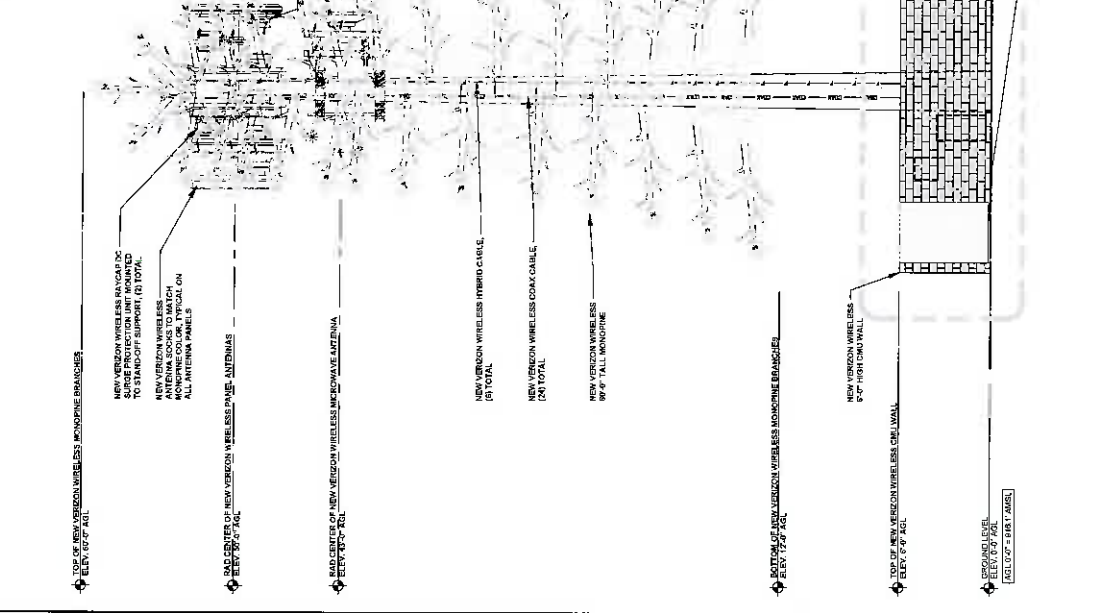 TOP OF NEW VERIZON WIRELESS MONOPINE BRANCHES
ELEV. 60'-0" AGL
NEW VERIZON WIRELESS RAYCAP DC
SURGE PROTECTION UNIT MOUNTED
TO STAND-OFF SUPPORT, (2) TOTAL
NEW VERIZON WIRELESS
ANTENNA SOCKS TO MATCH
MONOPINE COLOR, TYPICAL ON
ALL ANTENNA PANELS
RAD CENTER OF NEW VERIZON WIRELESS PANEL ANTENNAS
ELEV. AGL
RAD CENTER OF NEW VERIZON WIRELESS MICROWAVE ANTENNA
ELEV. AGL
NEW VERIZON WIRELESS HYBRID CABLE,
(6) TOTAL
NEW VERIZON WIRELESS COAX CABLE,
(24) TOTAL
NEW VERIZON WIRELESS
TALL MONOPINE
BOTTOM OF NEW VERIZON WIRELESS MONOPINE BRANCHES
ELEV. 12'-0" AGL
NEW VERIZON WIRELESS
HIGH CMU WALL
TOP OF NEW VERIZON WIRELESS CMU WALL
ELEV. 6'-0" AGL
GROUND LEVEL
ELEV. 0'-0" AGL
AGL 0'-0" = AMSL